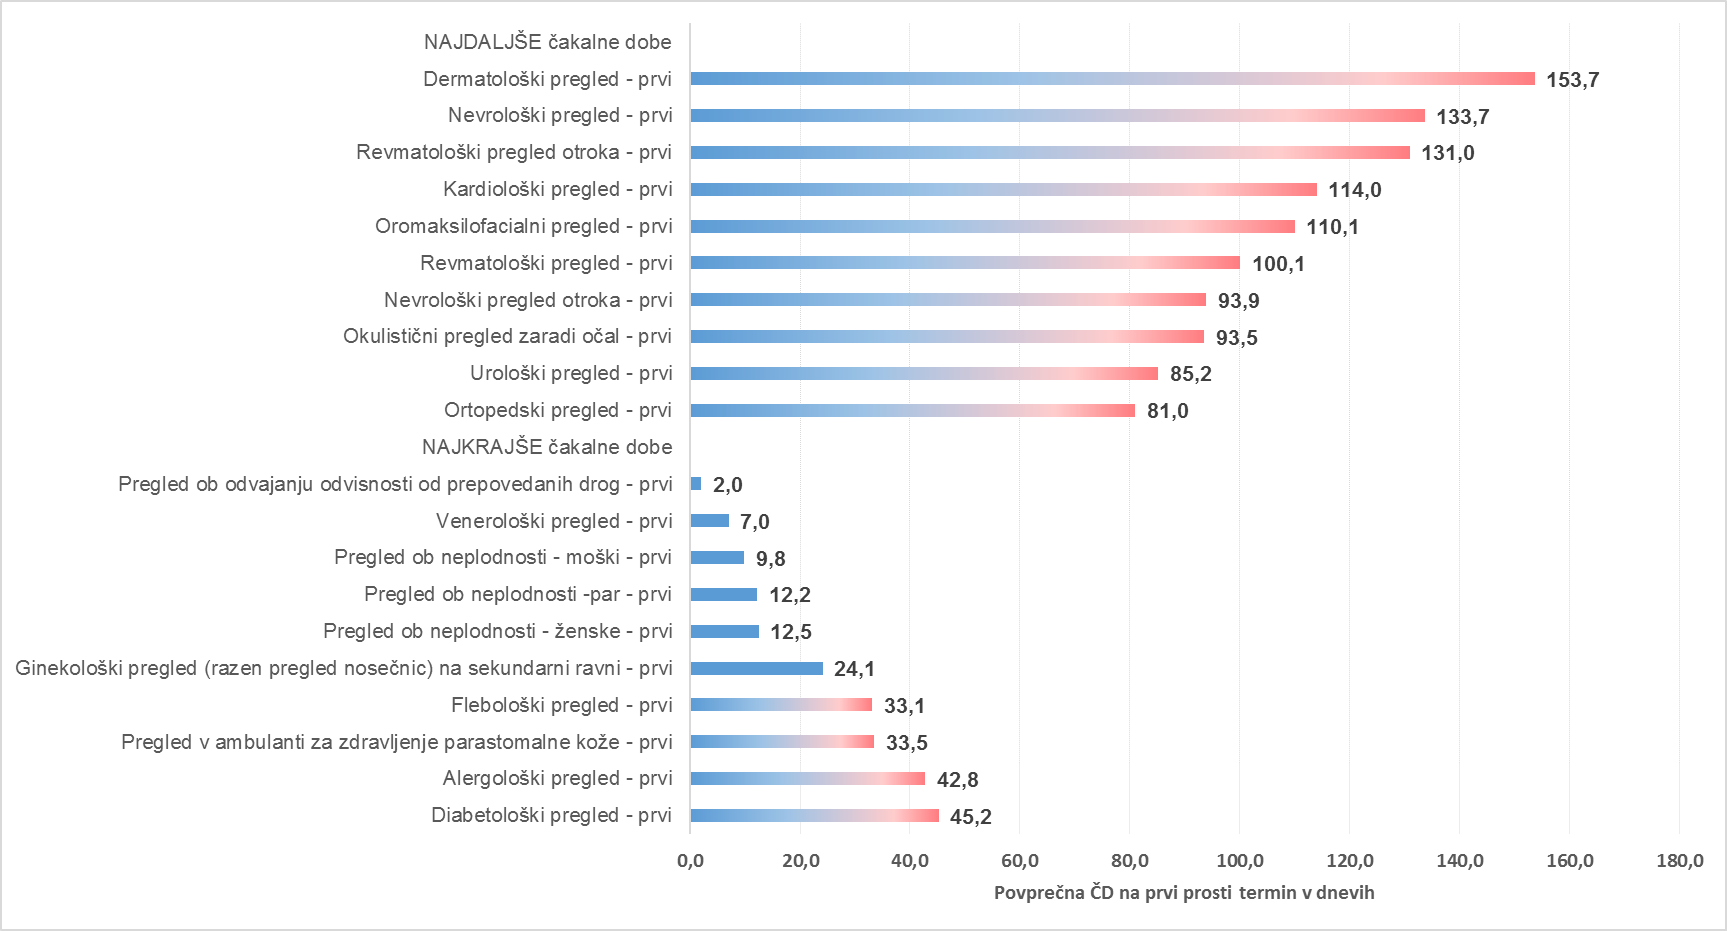 NAJDALJŠE čakalne dobe
Dermatološki pregled - prvi 153,7
Nevrološki pregled - prvi 133,7
Revmatološki pregled otroka - prvi 131,0
Kardiološki pregled - prvi 114,0
Oromaksilofacialni pregled - prvi 110,1
Revmatološki pregled - prvi 100,1
Nevrološki pregled otroka - prvi 93,9
Okulistični pregled zaradi očal - prvi 93,5
Urološki pregled - prvi 85,2
Ortopedski pregled - prvi 81,0
NAJKRAJŠE čakalne dobe
Pregled ob odvajanju odvisnosti od prepovedanih drog - prvi 2,0
Venerološki pregled - prvi 7,0
Pregled ob neplodnosti - moški - prvi 9,8
Pregled ob neplodnosti -par - prvi 12,2
Pregled ob neplodnosti - ženske - prvi 12,5
Ginekološki pregled (razen pregled nosečnic) na sekundarni ravni - prvi 24,1
Flebološki pregled - prvi 33,1
Pregled v ambulanti za zdravljenje parastomalne kože - prvi 33,5
Alergološki pregled - prvi 42,8
Diabetološki pregled - prvi 45,2
0,0 20,0 40,0 60,0 80,0 100,0 120,0 140,0 160,0 180,0
Povprečna ČD na prvi prosti termin v dnevih